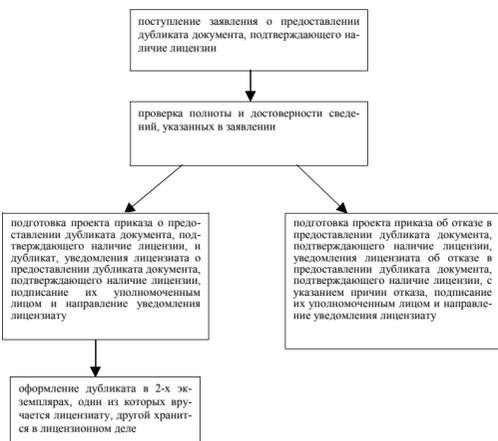 поступление заявления о предоставлении
дубликата документа, подтверждающего на-
личие лицензии
проверка полноты и достоверности сведе-
ний, указанных в заявлении
подготовка проекта приказа о предо-
ставлении дубликата документа, под-
тверждающего наличие лицензии, и
дубликат, уведомления лицензиата о
предоставлении дубликата документа,
подтверждающего наличие лицензии,
подписание их уполномоченным
лицом и направление уведомления
лицензиату
подготовка проекта приказа об отказе в
предоставлении дубликата документа,
подтверждающего наличие лицензии,
уведомления лицензиата об отказе в
предоставлении дубликата документа,
подтверждающего наличие лицензии, с
указанием причин отказа, подписание
их уполномоченным лицом и направле-
ние уведомления лицензиату
оформление дубликата в 2-х эк-
земплярах, один из которых вру-
чается лицензиату, другой хранит-
ся в лицензионном деле